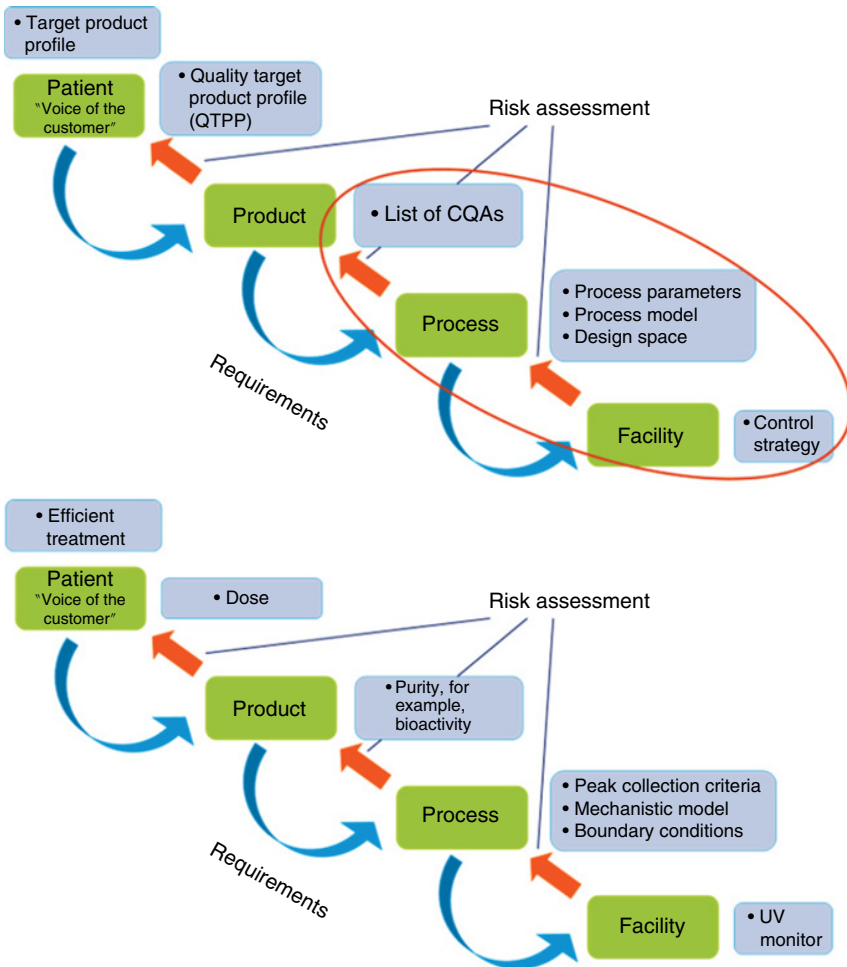 • Target product
profile
Patient
"Voice of the
customer"
• Quality target
product profile
(QTPP)
Risk assessment
Product
• List of CQAs
Process
• Process parameters
• Process model
• Design space
Requirements
Facility
• Control
strategy
• Efficient
treatment
Patient
"Voice of the
customer"
• Dose
Risk assessment
Product
• Purity, for
example,
bioactivity
Process
• Peak collection criteria
• Mechanistic model
• Boundary conditions
Requirements
Facility
• UV
monitor